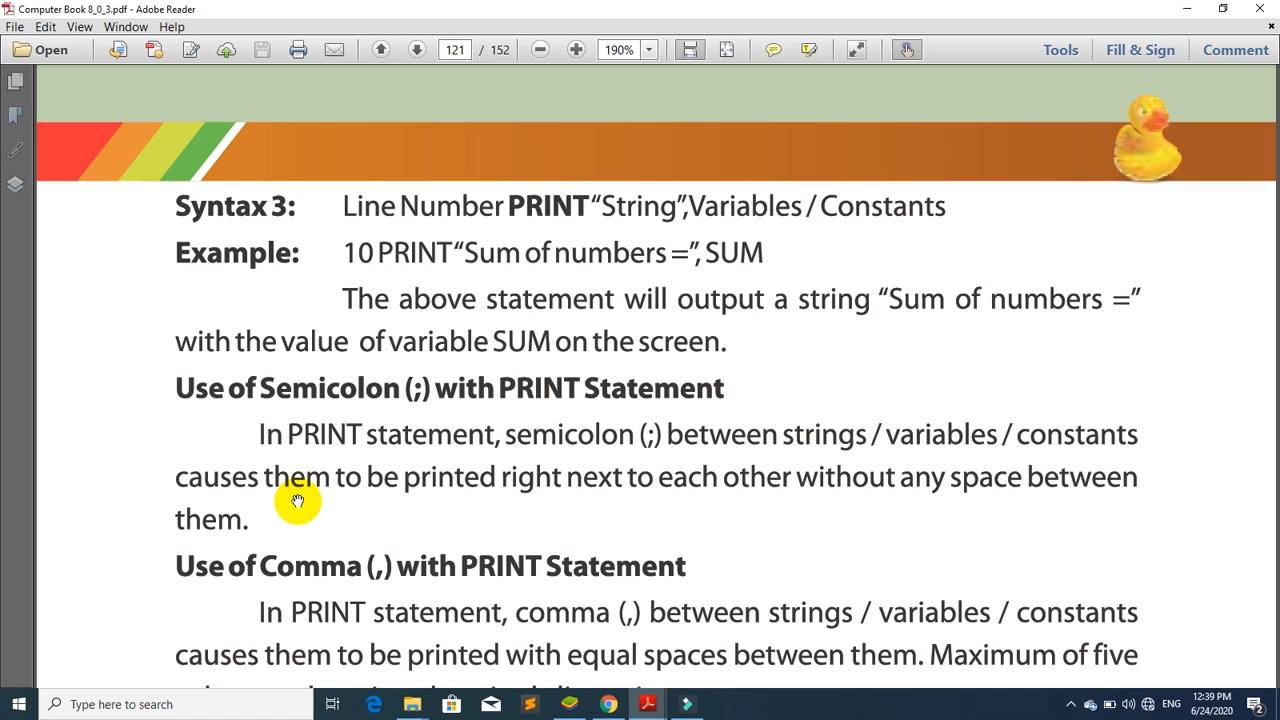 Computer Book 8_0_3.pdf - Adobe Reader
File Edit View Window Help
Open 121 / 152 190% Tools Fill & Sign Comment
Syntax 3: Line Number PRINT “String”,Variables / Constants
Example: 10 PRINT “Sum of numbers =”, SUM
The above statement will output a string “Sum of numbers =”
with the value of variable SUM on the screen.
Use of Semicolon (;) with PRINT Statement
In PRINT statement, semicolon (;) between strings / variables / constants
causes them to be printed right next to each other without any space between
them.
Use of Comma (,) with PRINT Statement
In PRINT statement, comma (,) between strings / variables / constants
causes them to be printed with equal spaces between them. Maximum of five
Type here to search
ENG 12:39 PM
6/24/2020 2